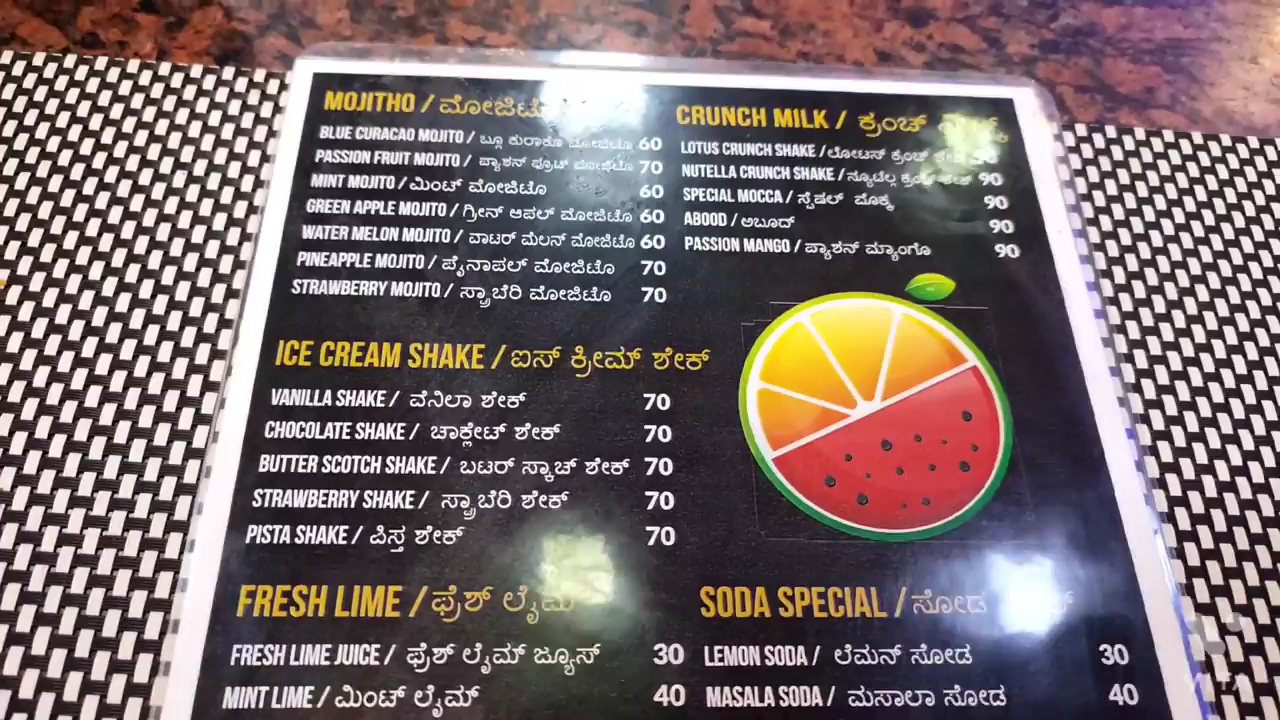 MOJITHO / ಮೋಜಿಟೊ
BLUE CURACAO MOJITO / ಬ್ಲೂ ಕುರಾಕೂ ಮೋಜಿಟೊ 60
PASSION FRUIT MOJITO / ಪ್ಯಾಶನ್ ಫ್ರೂಟ್ ಮೋಜಿಟೊ 70
MINT MOJITO / ಮಿಂಟ್ ಮೋಜಿಟೊ 60
GREEN APPLE MOJITO / ಗ್ರೀನ್ ಆಪಲ್ ಮೋಜಿಟೊ 60
WATER MELON MOJITO / ವಾಟರ್ ಮೆಲನ್ ಮೋಜಿಟೊ 60
PINEAPPLE MOJITO / ಪೈನಾಪಲ್ ಮೋಜಿಟೊ 70
STRAWBERRY MOJITO / ಸ್ಟ್ರಾಬೆರಿ ಮೋಜಿಟೊ 70
CRUNCH MILK / ಕ್ರಂಚ್
LOTUS CRUNCH SHAKE / ಲೋಟಸ್ ಕ್ರಂಚ್
NUTELLA CRUNCH SHAKE / ನ್ಯೂಟೆಲ್ಲ ಕ್ರಂಚ್ ಶೇಕ್ 90
SPECIAL MOCCA / ಸ್ಪೆಷಲ್ ಮೊಕ್ಕ 90
ABOOD / ಅಬೂದ್ 90
PASSION MANGO / ಪ್ಯಾಶನ್ ಮ್ಯಾಂಗೊ 90
ICE CREAM SHAKE / ಐಸ್ ಕ್ರೀಮ್ ಶೇಕ್
VANILLA SHAKE / ವೆನಿಲಾ ಶೇಕ್ 70
CHOCOLATE SHAKE / ಚಾಕ್ಲೇಟ್ ಶೇಕ್ 70
BUTTER SCOTCH SHAKE / ಬಟರ್ ಸ್ಕಾಚ್ ಶೇಕ್ 70
STRAWBERRY SHAKE / ಸ್ಟ್ರಾಬೆರಿ ಶೇಕ್ 70
PISTA SHAKE / ಪಿಸ್ತ ಶೇಕ್ 70
FRESH LIME / ಫ್ರೆಶ್ ಲೈಮ್
FRESH LIME JUICE / ಫ್ರೆಶ್ ಲೈಮ್ ಜ್ಯೂಸ್ 30
MINT LIME / ಮಿಂಟ್ ಲೈಮ್ 40
SODA SPECIAL / ಸೋಡ
LEMON SODA / ಲೆಮನ್ ಸೋಡ 30
MASALA SODA / ಮಸಾಲಾ ಸೋಡ 40